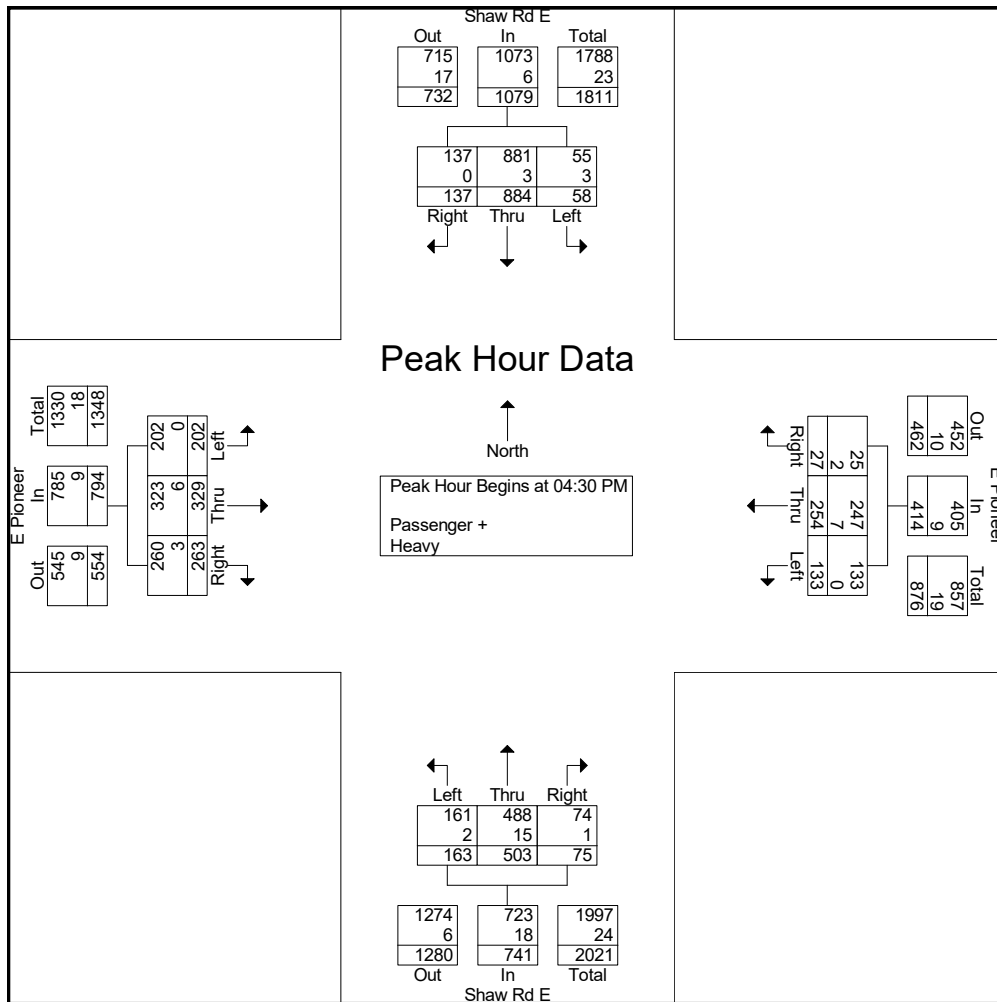 Shaw Rd E
Out In Total
715 1073 1788
17 6 23
732 1079 1811
137 881 55
0 3 3
137 884 58
Right Thru Left
Peak Hour Data
North
Peak Hour Begins at 04:30 PM
Passenger +
Heavy
E Pioneer
Total In Out
1330 785 545
18 9 9
1348 794 554
202 323 260
0 6 3
202 329 263
Left Thru Right
E Pioneer
Out In Total
452 405 857
10 9 19
462 414 876
25 247 133
2 7 0
27 254 133
Right Thru Left
Left Thru Right
161 488 74
2 15 1
163 503 75
1274 723 1997
6 18 24
1280 741 2021
Out In Total
Shaw Rd E